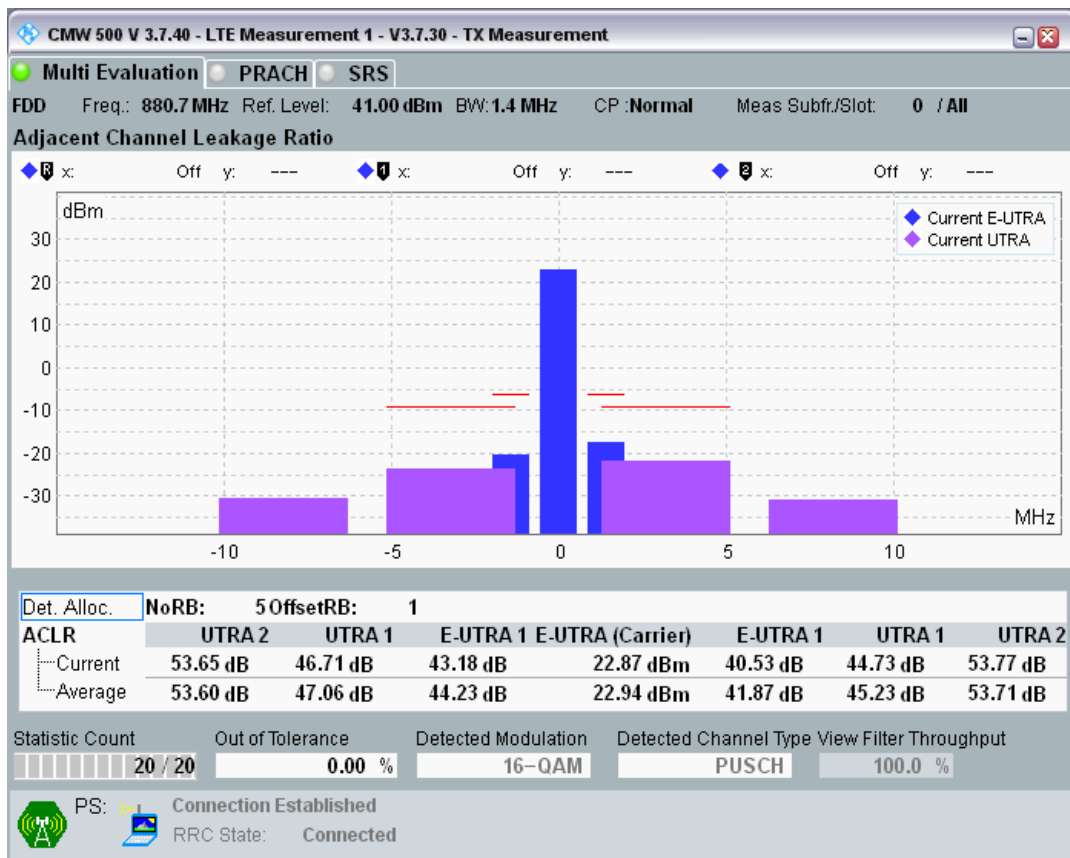 CMW 500 V 3.7.40 - LTE Measurement 1 - V3.7.30 - TX Measurement
Multi Evaluation PRACH SRS
FDD Freq.: 880.7 MHz Ref. Level: 41.00 dBm BW: 1.4 MHz CP :Normal Meas Subfr./Slot: 0 / All
Adjacent Channel Leakage Ratio
R x: Off y: --- 1 x: Off y: --- 2 x: Off y: ---
dBm
Current E-UTRA
Current UTRA
30
20
10
0
-10
-20
-30
MHz
-10 -5 0 5 10
Det. Alloc. NoRB: 5 OffsetRB: 1
ACLR UTRA 2 UTRA 1 E-UTRA 1 E-UTRA (Carrier) E-UTRA 1 UTRA 1 UTRA 2
Current 53.65 dB 46.71 dB 43.18 dB 22.87 dBm 40.53 dB 44.73 dB 53.77 dB
Average 53.60 dB 47.06 dB 44.23 dB 22.94 dBm 41.87 dB 45.23 dB 53.71 dB
Statistic Count Out of Tolerance Detected Modulation Detected Channel Type View Filter Throughput
20 / 20 0.00 % 16-QAM PUSCH 100.0 %
PS: Connection Established
RRC State: Connected